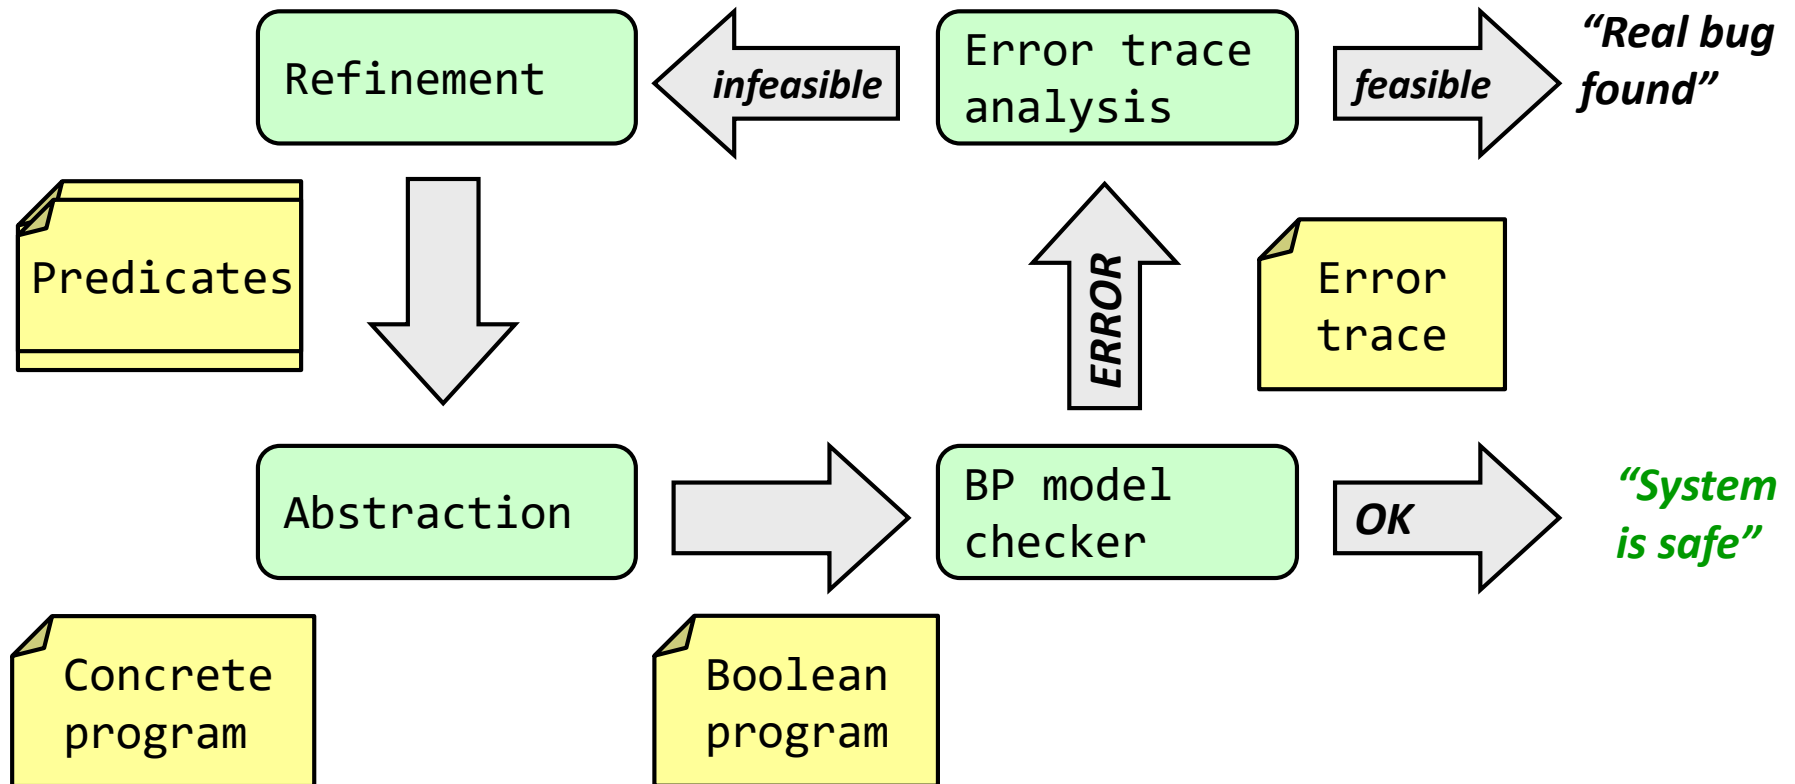 Refinement
infeasible
Error trace
analysis
feasible
“Real bug
found”
Predicates
ERROR
Error
trace
Abstraction
BP model
checker
OK
“System
is safe”
Concrete
program
Boolean
program